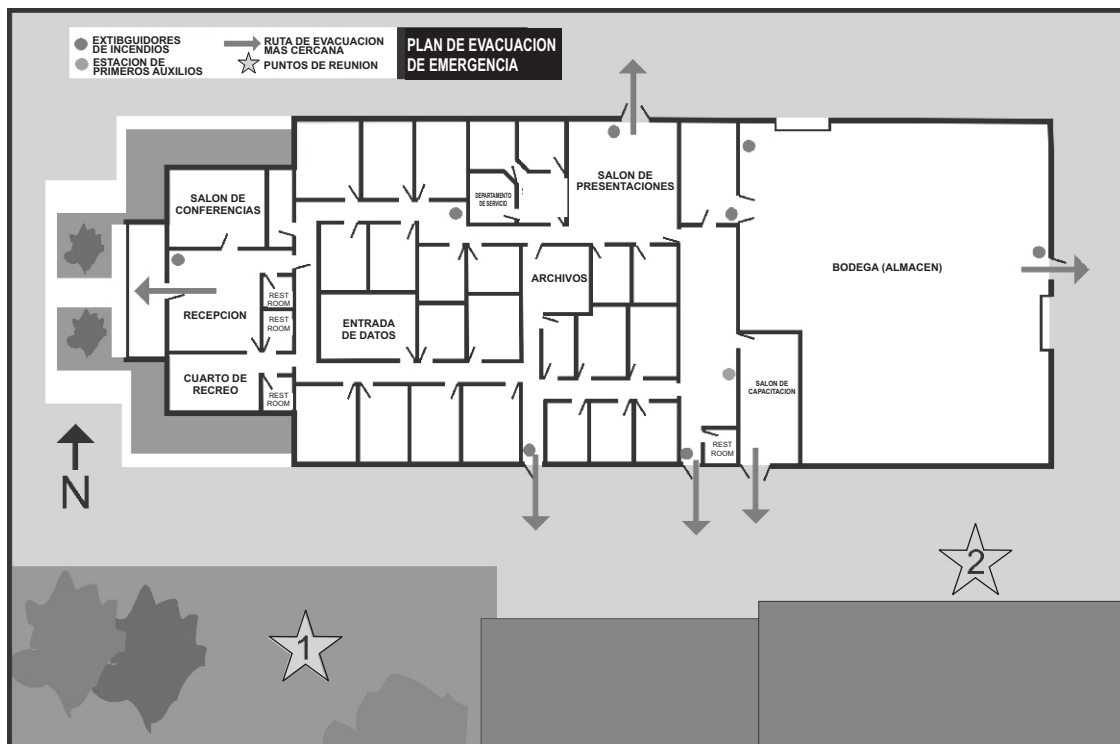 EXTIBGUIDORES
DE INCENDIOS
RUTA DE EVACUACION
MAS CERCANA
ESTACION DE
PRIMEROS AUXILIOS
PUNTOS DE REUNION
PLAN DE EVACUACION
DE EMERGENCIA
SALON DE
CONFERENCIAS
DEPARTAMENTO
DE SERVICIO
SALON DE
PRESENTACIONES
BODEGA (ALMACEN)
ARCHIVOS
REST
ROOM
RECEPCION
REST
ROOM
ENTRADA
DE DATOS
CUARTO DE
RECREO
REST
ROOM
SALON DE
CAPACITACION
REST
ROOM
N
1
2